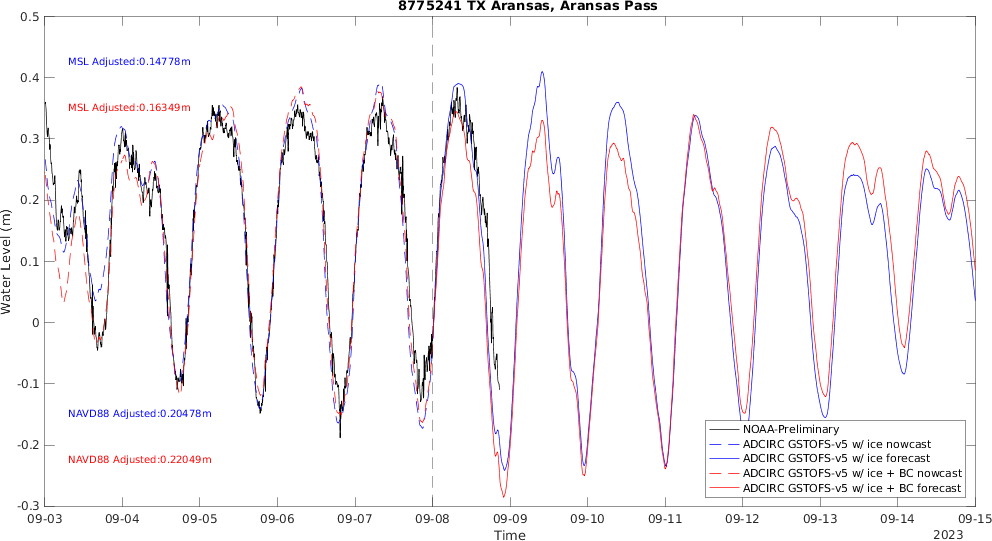 8775241 TX Aransas, Aransas Pass
0.5
0.4
0.3
0.2
0.1
0
-0.1
-0.2
-0.3
Water Level (m)
MSL Adjusted:0.14778m
MSL Adjusted:0.16349m
NAVD88 Adjusted:0.20478m
NAVD88 Adjusted:0.22049m
NOAA-Preliminary
ADCIRC GSTOFS-v5 w/ ice nowcast
ADCIRC GSTOFS-v5 w/ ice forecast
ADCIRC GSTOFS-v5 w/ ice + BC nowcast
ADCIRC GSTOFS-v5 w/ ice + BC forecast
09-03 09-04 09-05 09-06 09-07 09-08 09-09 09-10 09-11 09-12 09-13 09-14 09-15
Time
2023